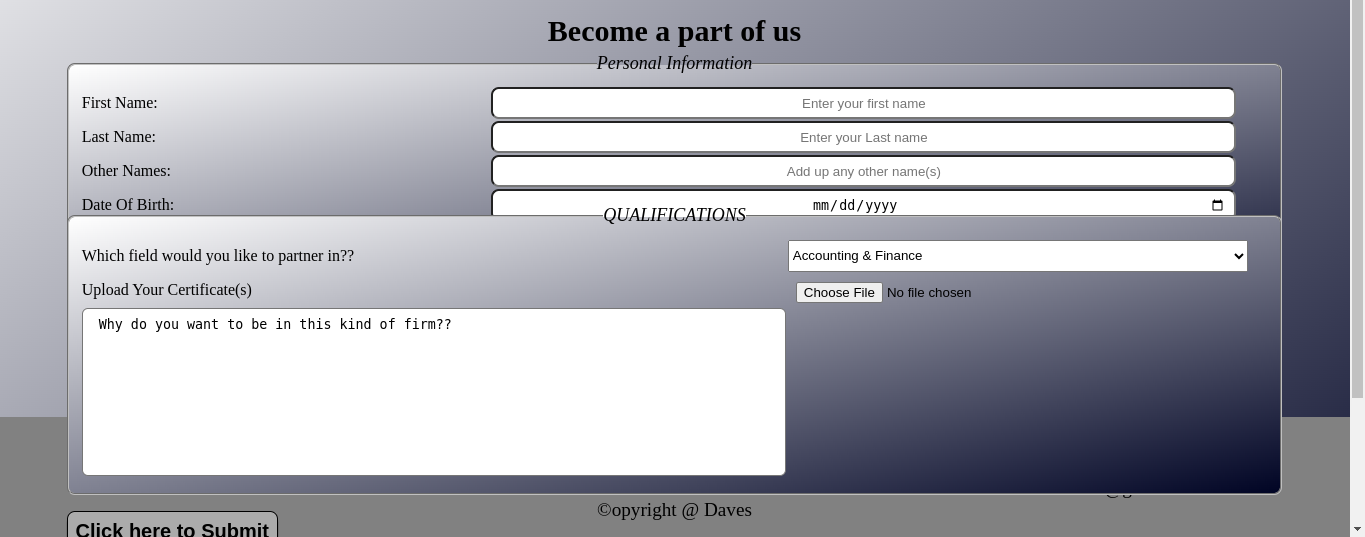 Become a part of us
Personal Information
First Name:
Enter your first name
Last Name:
Enter your Last name
Other Names:
Add up any other name(s)
Date Of Birth:
mm/dd/yyyy
QUALIFICATIONS
Which field would you like to partner in??
Accounting & Finance
Upload Your Certificate(s)
Choose File No file chosen
Why do you want to be in this kind of firm??
©opyright @ Daves
Click here to Submit